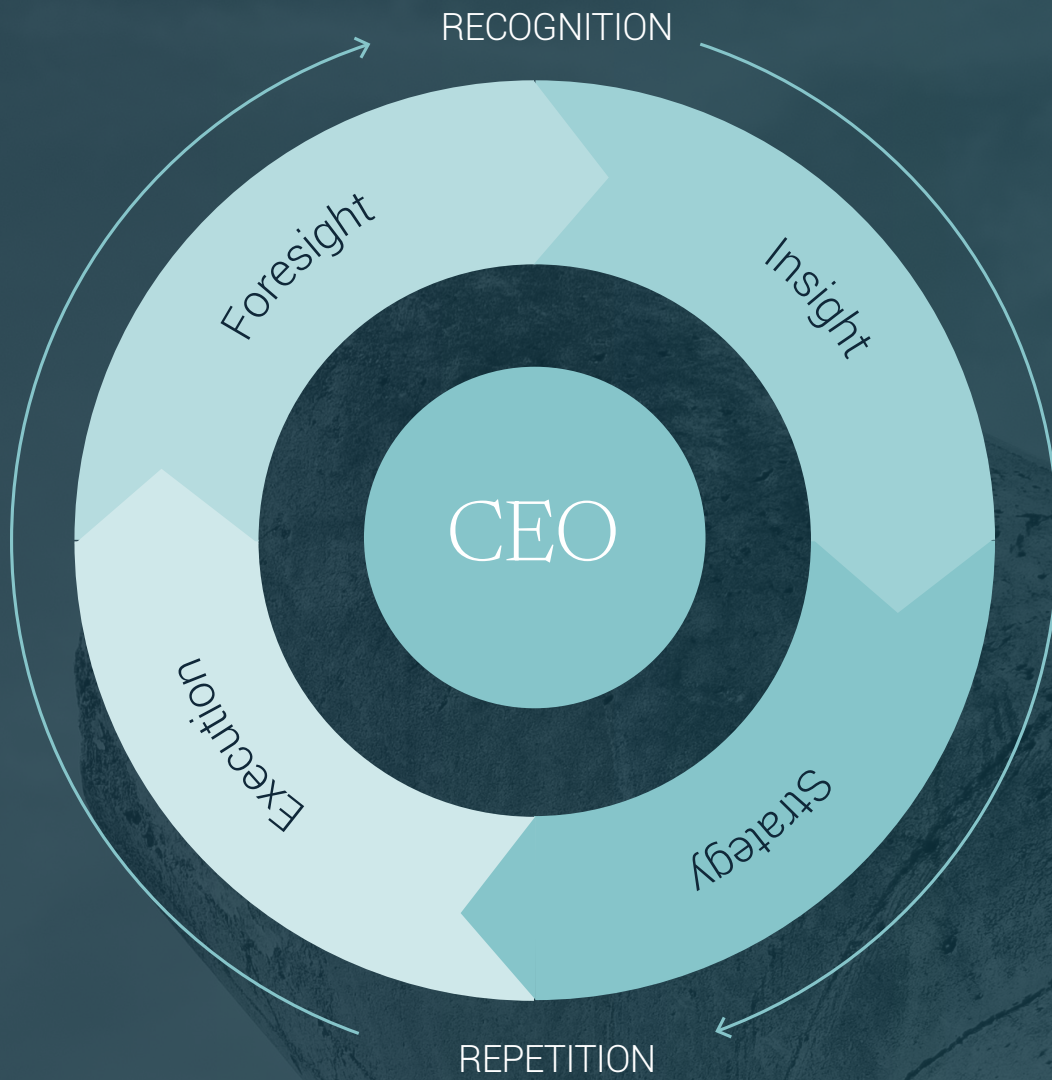 RECOGNITION
Foresight
Insight
CEO
Execution
Strategy
REPETITION